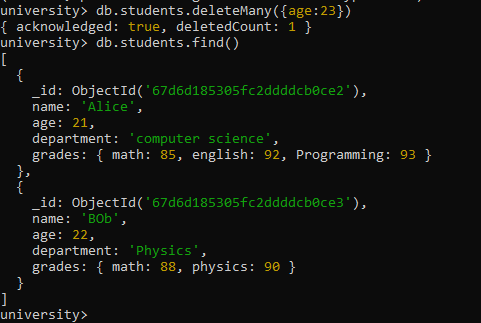 university> db.students.deleteMany({age:23})
{ acknowledged: true, deletedCount: 1 }
university> db.students.find()
[
  {
    _id: ObjectId('67d6d185305fc2ddddcb0ce2'),
    name: 'Alice',
    age: 21,
    department: 'computer science',
    grades: { math: 85, english: 92, Programming: 93 }
  },
  {
    _id: ObjectId('67d6d185305fc2ddddcb0ce3'),
    name: 'BOb',
    age: 22,
    department: 'Physics',
    grades: { math: 88, physics: 90 }
  }
]
university>